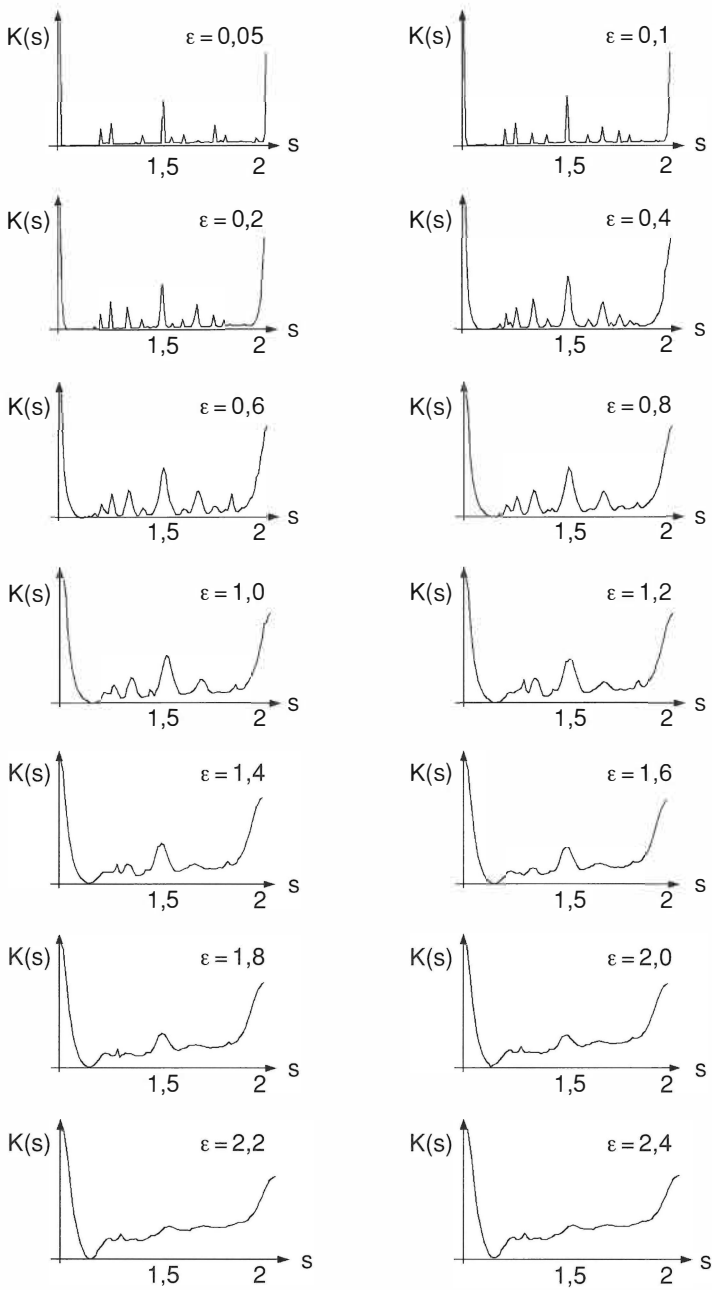 K(s) ε = 0,05
s
1,5 2
K(s) ε = 0,1
s
1,5 2
K(s) ε = 0,2
s
1,5 2
K(s) ε = 0,4
s
1,5 2
K(s) ε = 0,6
s
1,5 2
K(s) ε = 0,8
s
1,5 2
K(s) ε = 1,0
s
1,5 2
K(s) ε = 1,2
s
1,5 2
K(s) ε = 1,4
s
1,5 2
K(s) ε = 1,6
s
1,5 2
K(s) ε = 1,8
s
1,5 2
K(s) ε = 2,0
s
1,5 2
K(s) ε = 2,2
s
1,5 2
K(s) ε = 2,4
s
1,5 2